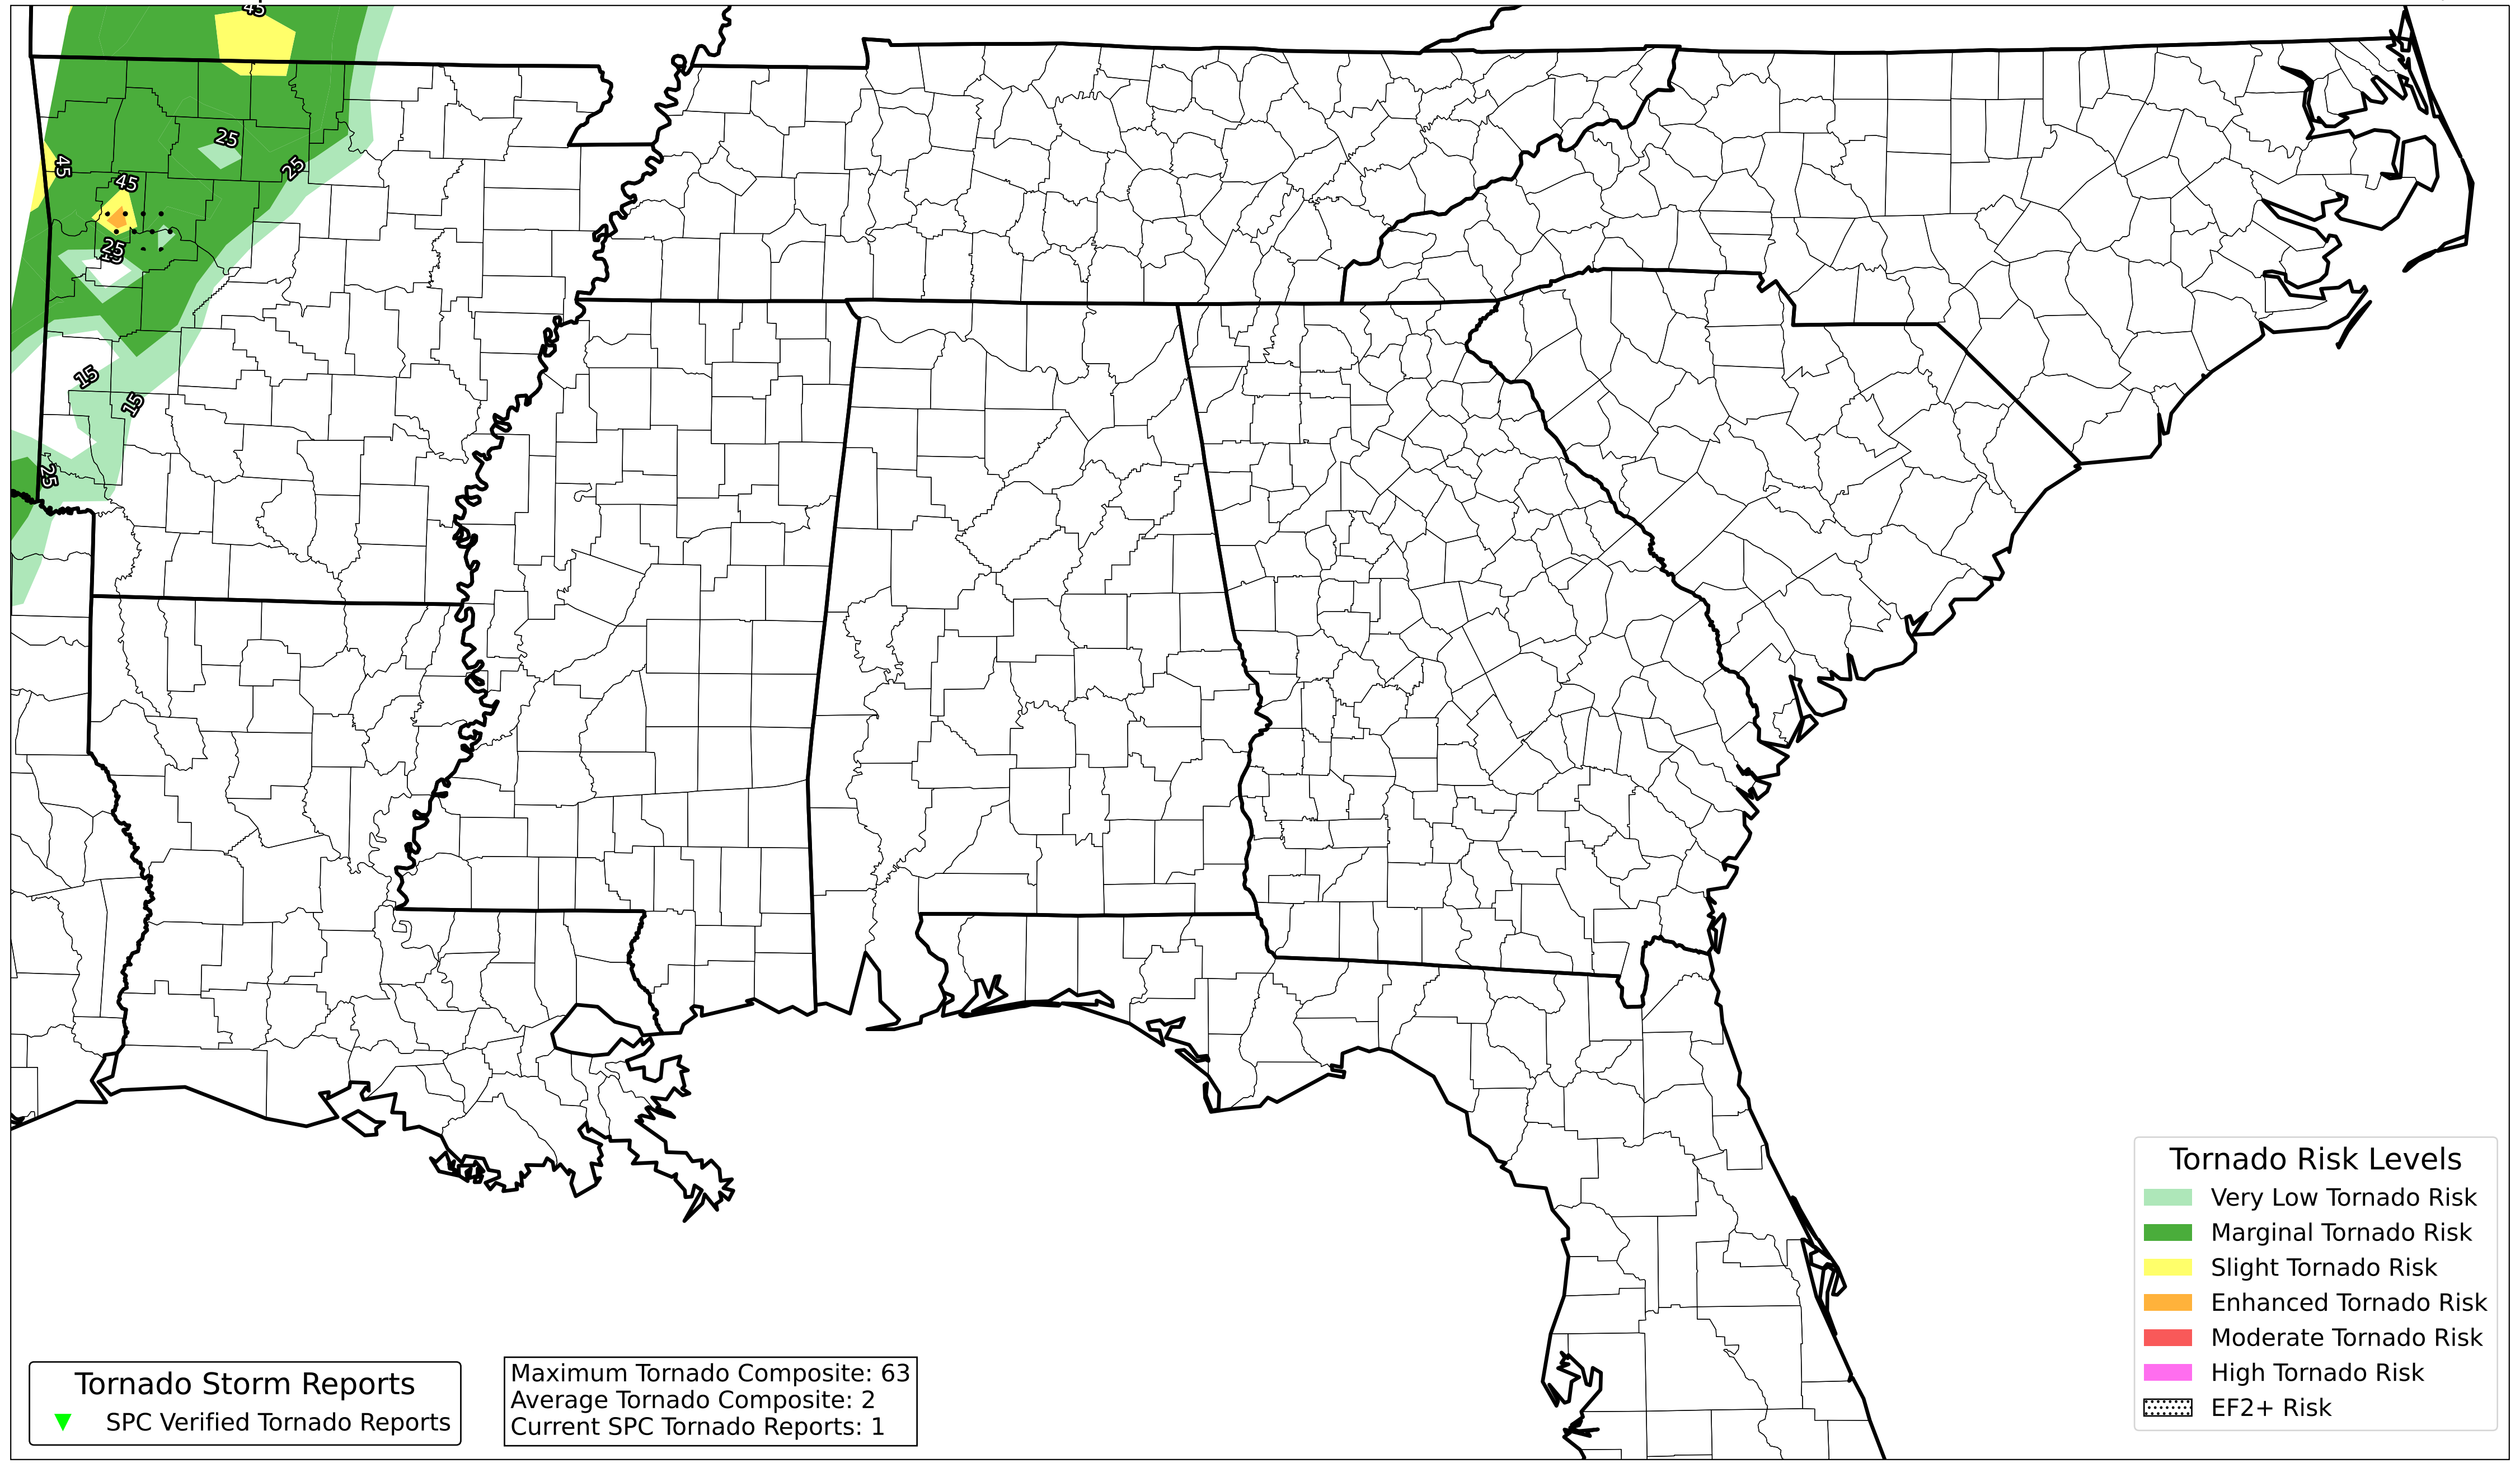 45
25
25
45
45
25
15
15
25
Tornado Risk Levels
Very Low Tornado Risk
Marginal Tornado Risk
Slight Tornado Risk
Enhanced Tornado Risk
Moderate Tornado Risk
High Tornado Risk
EF2+ Risk
Tornado Storm Reports
SPC Verified Tornado Reports
Maximum Tornado Composite: 63
Average Tornado Composite: 2
Current SPC Tornado Reports: 1